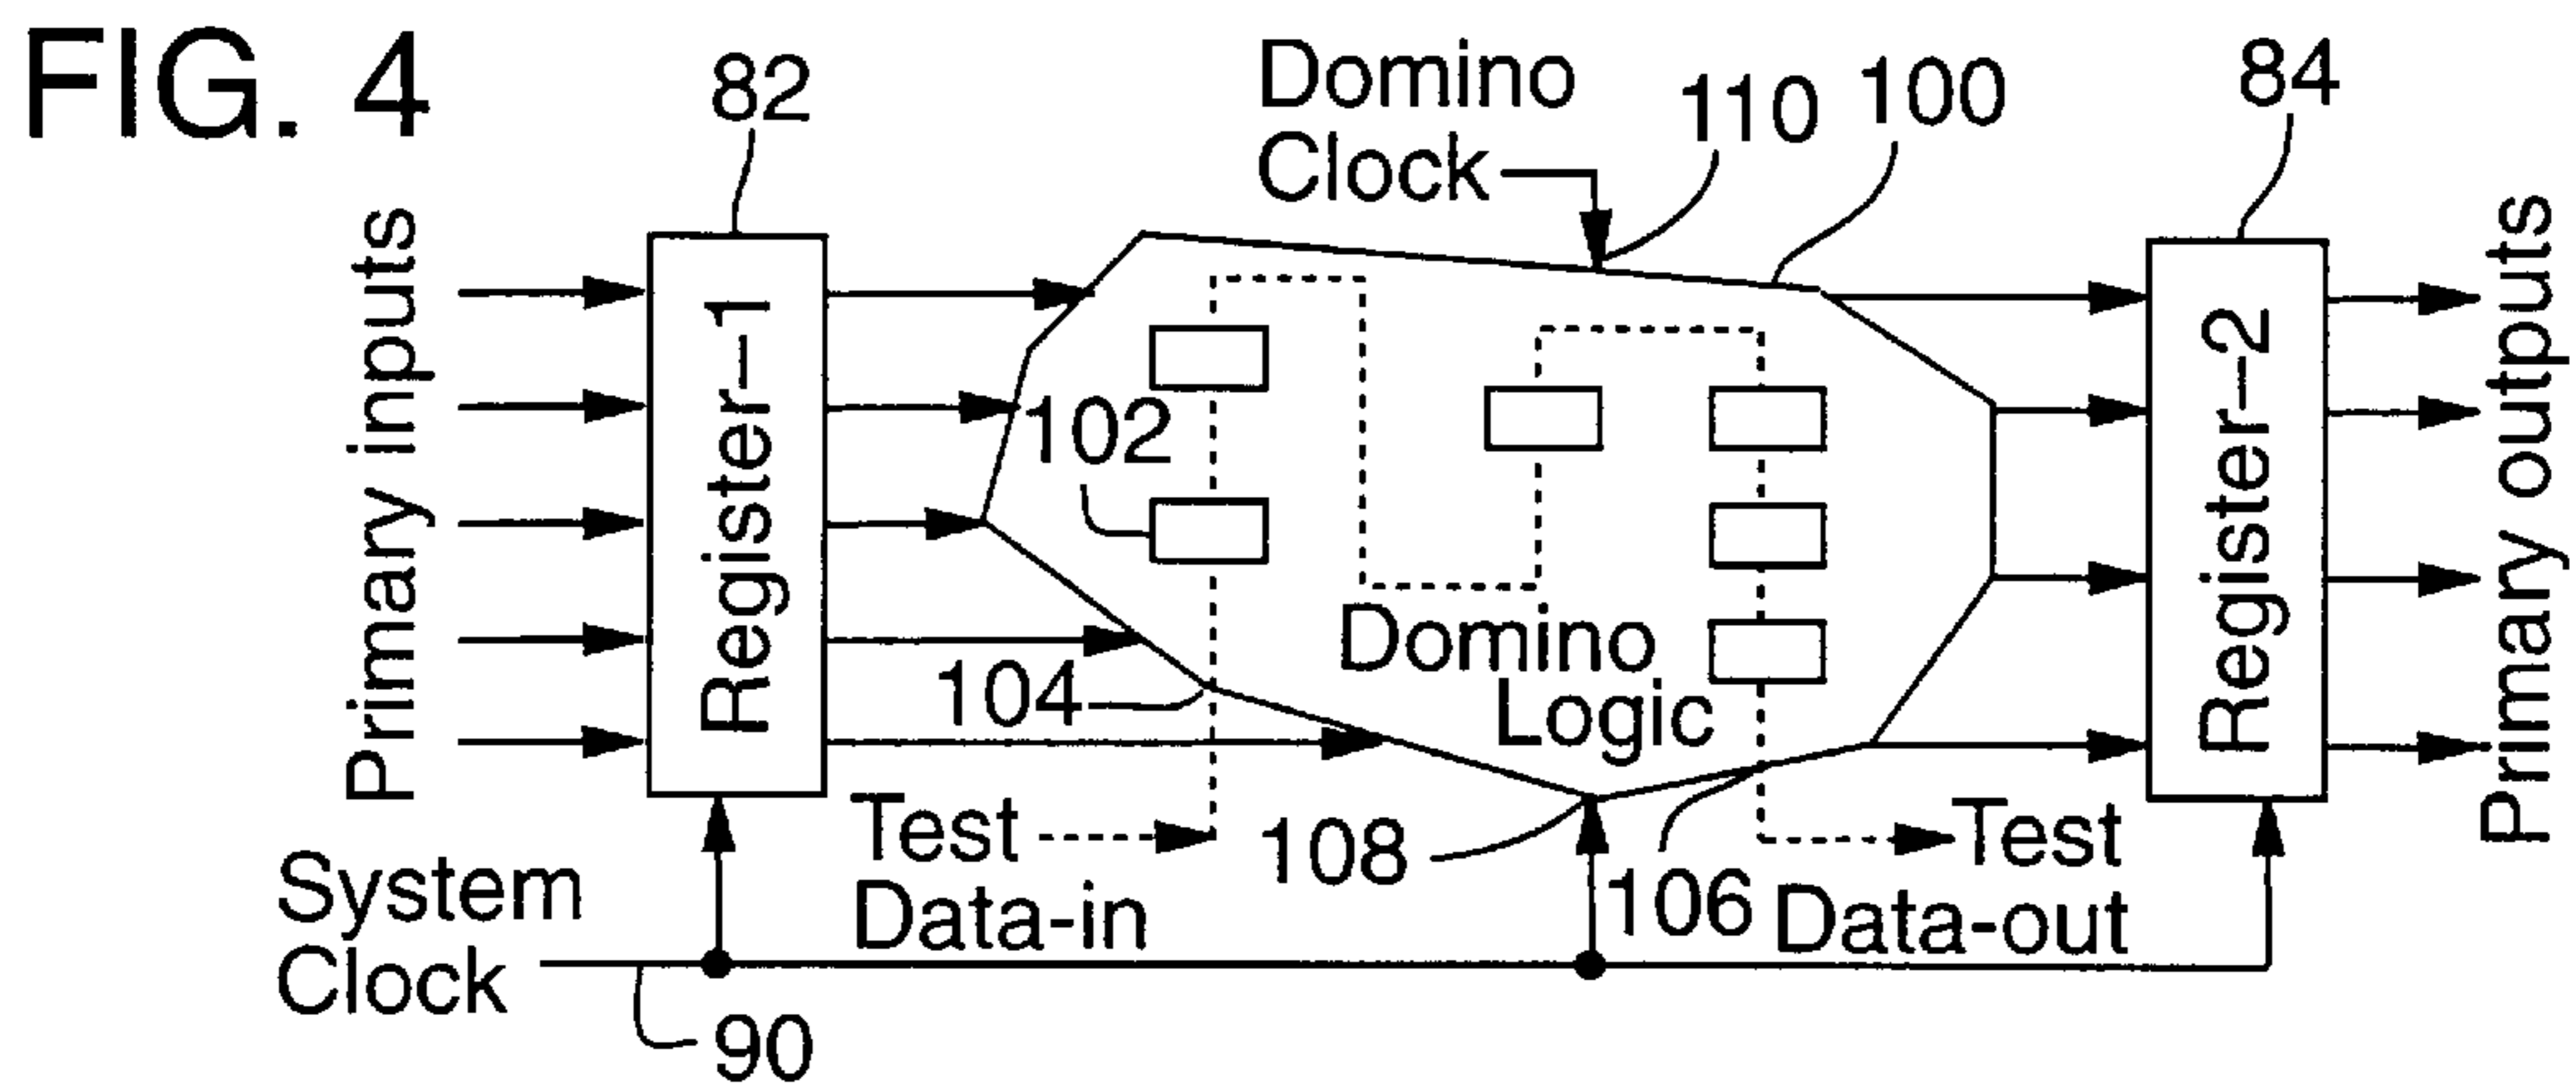 FIG. 4
82
Domino
Clock
110
100
84
Primary inputs
Register-1
102
Domino
Logic
Register-2
Primary outputs
104
Test
Data-in
108
106
Test
Data-out
System
Clock
90